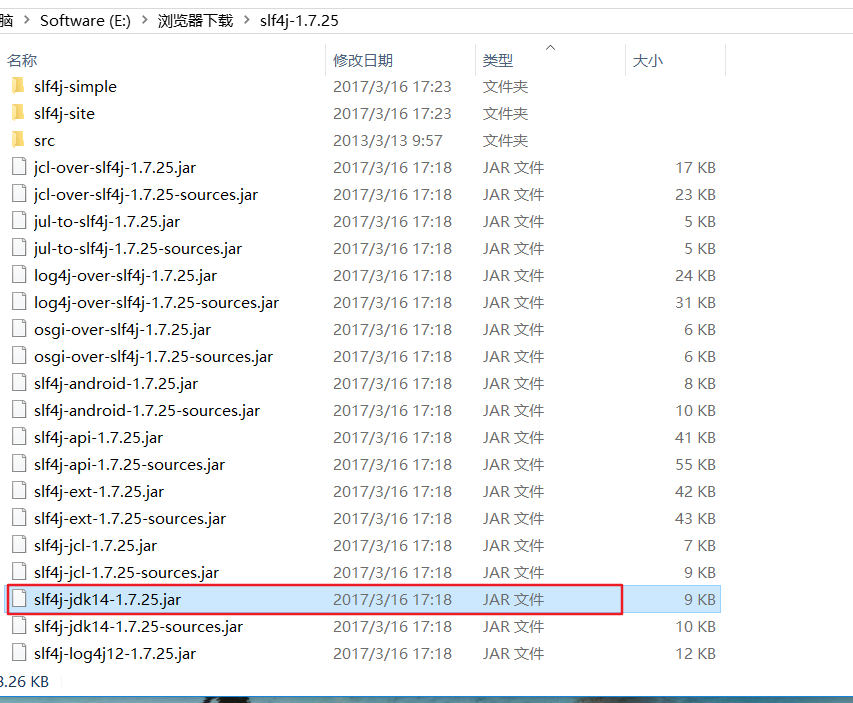 脑 > Software (E:) > 浏览器下载 > slf4j-1.7.25
名称 修改日期 类型 大小
slf4j-simple 2017/3/16 17:23 文件夹
slf4j-site 2017/3/16 17:23 文件夹
src 2013/3/13 9:57 文件夹
jcl-over-slf4j-1.7.25.jar 2017/3/16 17:18 JAR 文件 17 KB
jcl-over-slf4j-1.7.25-sources.jar 2017/3/16 17:18 JAR 文件 23 KB
jul-to-slf4j-1.7.25.jar 2017/3/16 17:18 JAR 文件 5 KB
jul-to-slf4j-1.7.25-sources.jar 2017/3/16 17:18 JAR 文件 5 KB
log4j-over-slf4j-1.7.25.jar 2017/3/16 17:18 JAR 文件 24 KB
log4j-over-slf4j-1.7.25-sources.jar 2017/3/16 17:18 JAR 文件 31 KB
osgi-over-slf4j-1.7.25.jar 2017/3/16 17:18 JAR 文件 6 KB
osgi-over-slf4j-1.7.25-sources.jar 2017/3/16 17:18 JAR 文件 6 KB
slf4j-android-1.7.25.jar 2017/3/16 17:18 JAR 文件 8 KB
slf4j-android-1.7.25-sources.jar 2017/3/16 17:18 JAR 文件 10 KB
slf4j-api-1.7.25.jar 2017/3/16 17:18 JAR 文件 41 KB
slf4j-api-1.7.25-sources.jar 2017/3/16 17:18 JAR 文件 55 KB
slf4j-ext-1.7.25.jar 2017/3/16 17:18 JAR 文件 42 KB
slf4j-ext-1.7.25-sources.jar 2017/3/16 17:18 JAR 文件 43 KB
slf4j-jcl-1.7.25.jar 2017/3/16 17:18 JAR 文件 7 KB
slf4j-jcl-1.7.25-sources.jar 2017/3/16 17:18 JAR 文件 9 KB
slf4j-jdk14-1.7.25.jar 2017/3/16 17:18 JAR 文件 9 KB
slf4j-jdk14-1.7.25-sources.jar 2017/3/16 17:18 JAR 文件 10 KB
slf4j-log4j12-1.7.25.jar 2017/3/16 17:18 JAR 文件 12 KB
.26 KB